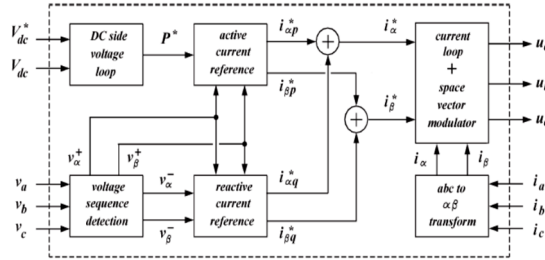 V*dc
Vdc
DC side
voltage
loop
P*
active
current
reference
i*αp
i*βp
+
+
i*α
i*β
current
loop
+
space
vector
modulator
u
u
u
v+α
v+β
va
vb
vc
voltage
sequence
detection
v−α
v−β
reactive
current
reference
i*αq
i*βq
iα
iβ
abc to
αβ
transform
ia
ib
ic